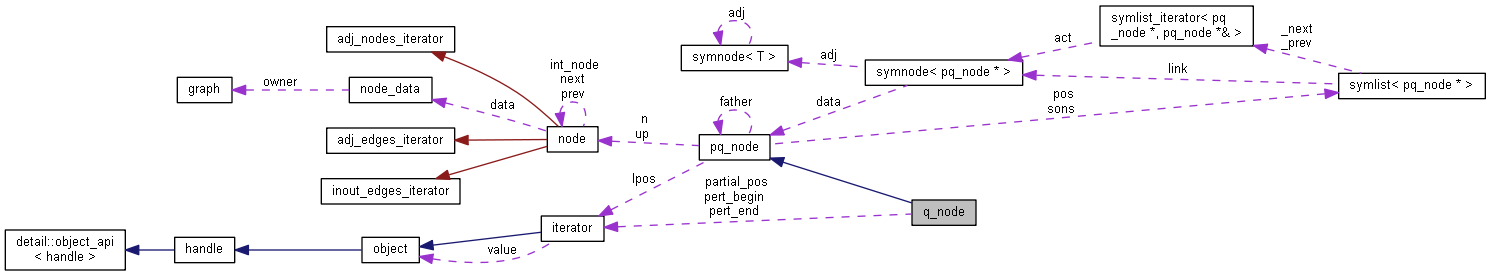 adj
symlist_iterator< pq
_node *, pq_node *& >
adj_nodes_iterator
act
_next
_prev
symnode< T >
adj
int_node
next
prev
symnode< pq_node * >
link
symlist< pq_node * >
graph
owner
node_data
data
father
data
pos
sons
adj_edges_iterator
node
n
up
pq_node
inout_edges_iterator
lpos
partial_pos
pert_begin
pert_end
q_node
iterator
detail::object_api
< handle >
handle
object
value